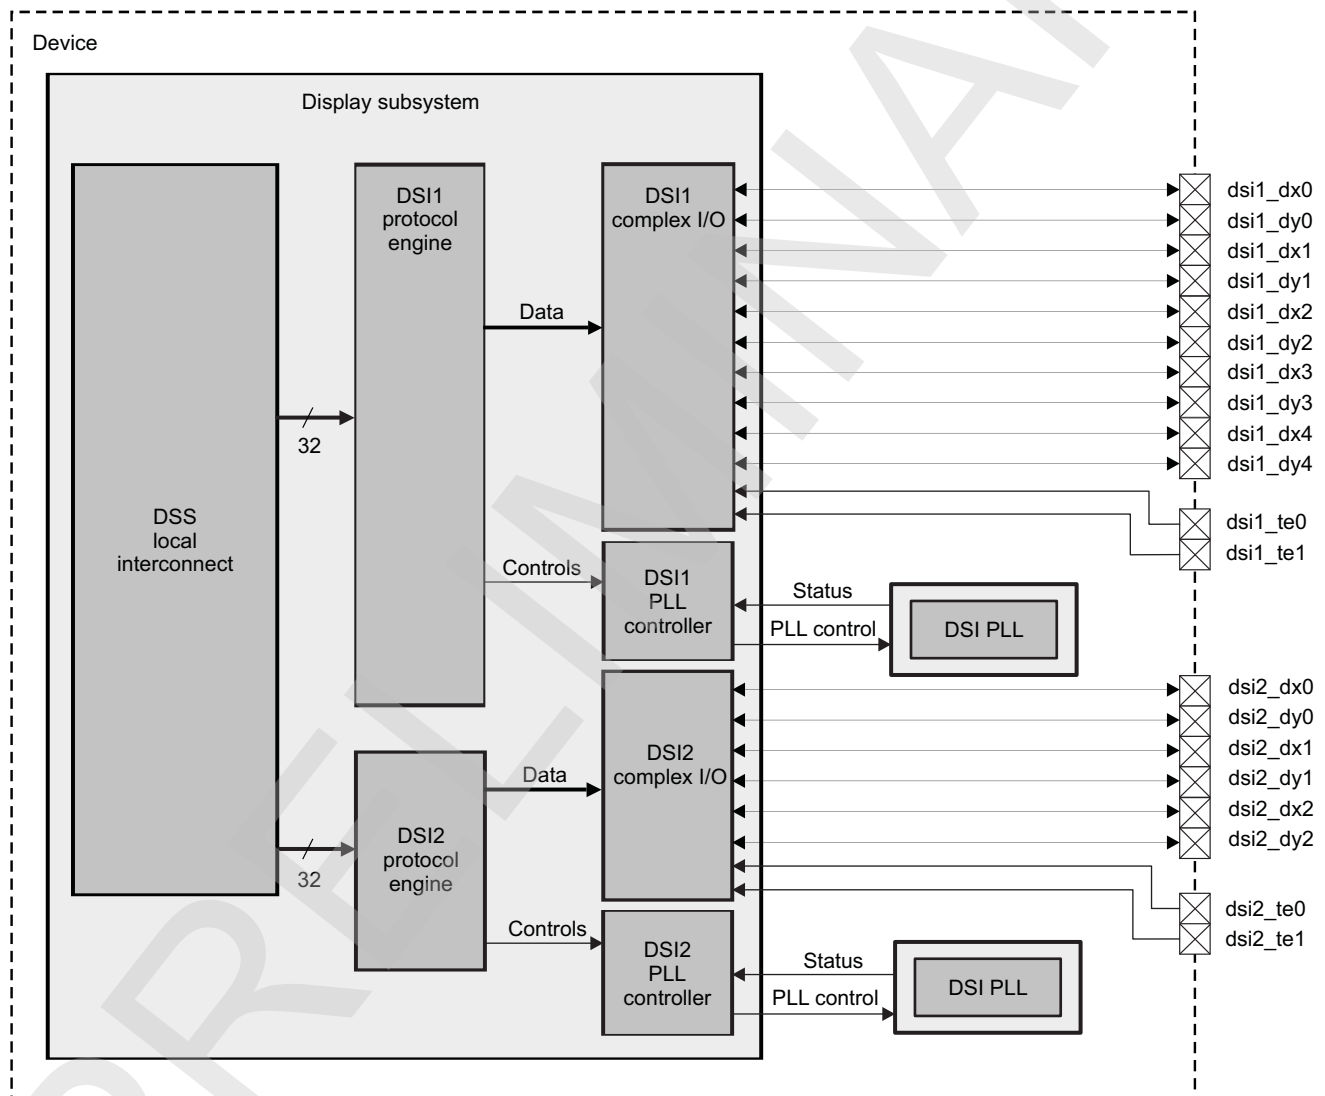 Device
Display subsystem
DSI1
protocol
engine
DSI1
complex I/O
dsi1_dx0
dsi1_dy0
dsi1_dx1
dsi1_dy1
dsi1_dx2
dsi1_dy2
dsi1_dx3
dsi1_dy3
dsi1_dx4
dsi1_dy4
dsi1_te0
dsi1_te1
Data
32
DSS
local
interconnect
Controls
DSI1
PLL
controller
Status
PLL control
DSI PLL
DSI2
complex I/O
dsi2_dx0
dsi2_dy0
dsi2_dx1
dsi2_dy1
dsi2_dx2
dsi2_dy2
dsi2_te0
dsi2_te1
Data
32
DSI2
protocol
engine
Controls
DSI2
PLL
controller
Status
PLL control
DSI PLL
PRELIMINARY